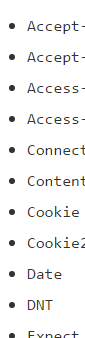 Accept-
Accept-
Access-
Access-
Connect
Content
Cookie
Cookie2
Date
DNT
Expect